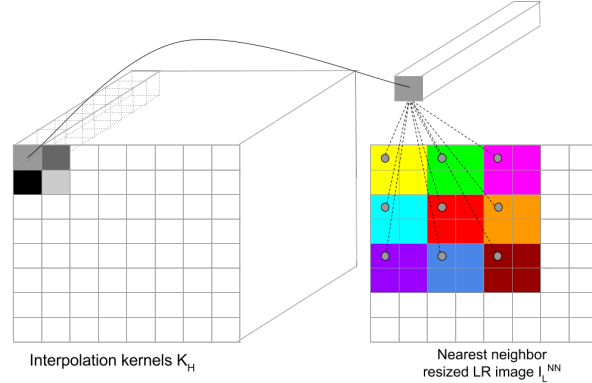 Interpolation kernels K_H
Nearest neighbor
resized LR image I_L^NN